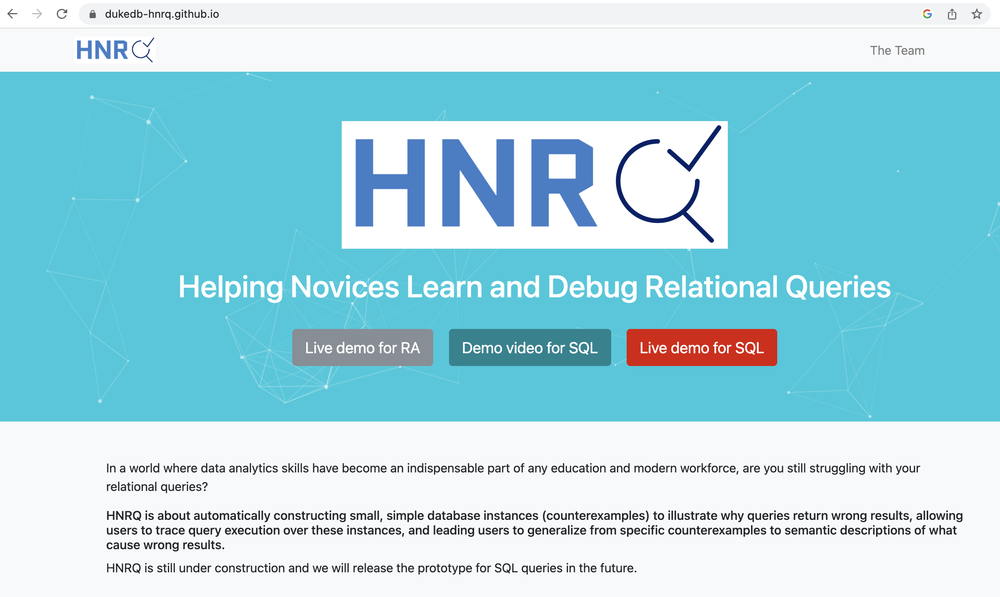 dukedb-hnrq.github.io
HNRQ
The Team
HNRQ
Helping Novices Learn and Debug Relational Queries
Live demo for RA
Demo video for SQL
Live demo for SQL
In a world where data analytics skills have become an indispensable part of any education and modern workforce, are you still struggling with your
relational queries?
HNRQ is about automatically constructing small, simple database instances (counterexamples) to illustrate why queries return wrong results, allowing
users to trace query execution over these instances, and leading users to generalize from specific counterexamples to semantic descriptions of what
cause wrong results.
HNRQ is still under construction and we will release the prototype for SQL queries in the future.